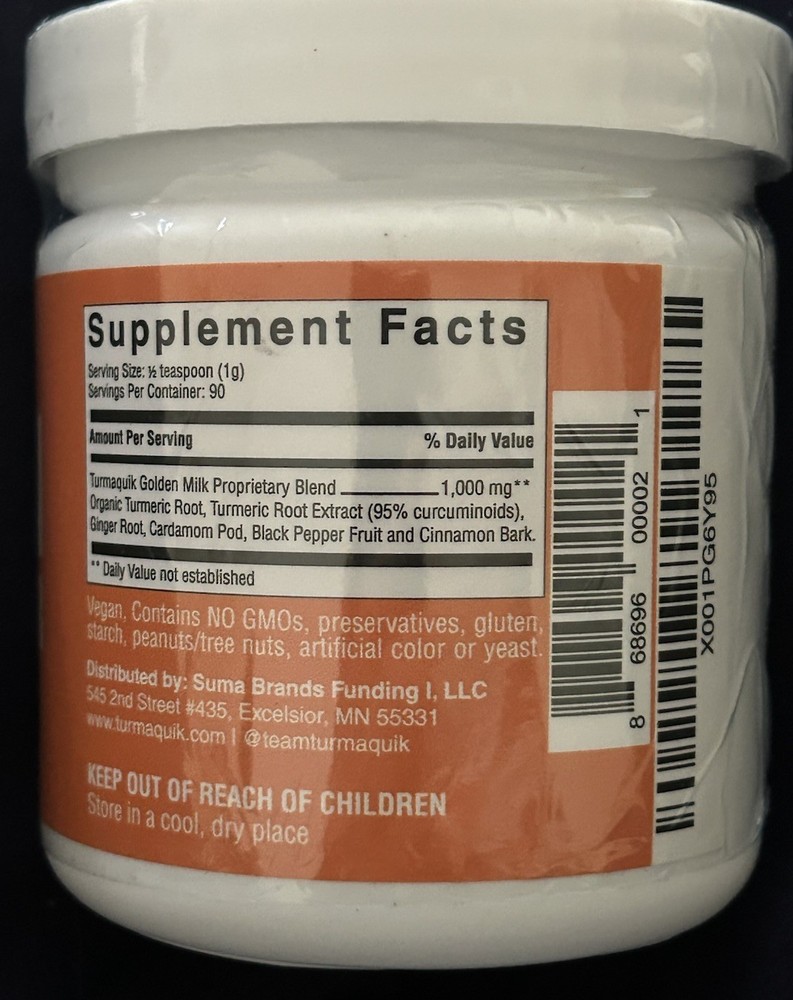 Supplement Facts
Serving Size: ½ teaspoon (1g)
Servings Per Container: 90
Amount Per Serving % Daily Value
Turmaquik Golden Milk Proprietary Blend 1,000 mg**
Organic Turmeric Root, Turmeric Root Extract (95% curcuminoids),
Ginger Root, Cardamom Pod, Black Pepper Fruit and Cinnamon Bark.
** Daily Value not established
Vegan, Contains NO GMOs, preservatives, gluten,
starch, peanuts/tree nuts, artificial color or yeast.
Distributed by: Suma Brands Funding I, LLC
545 2nd Street #435, Excelsior, MN 55331
www.turmaquik.com | @teamturmaquik
KEEP OUT OF REACH OF CHILDREN
Store in a cool, dry place
8 68696 00002 1
X001PG6Y95